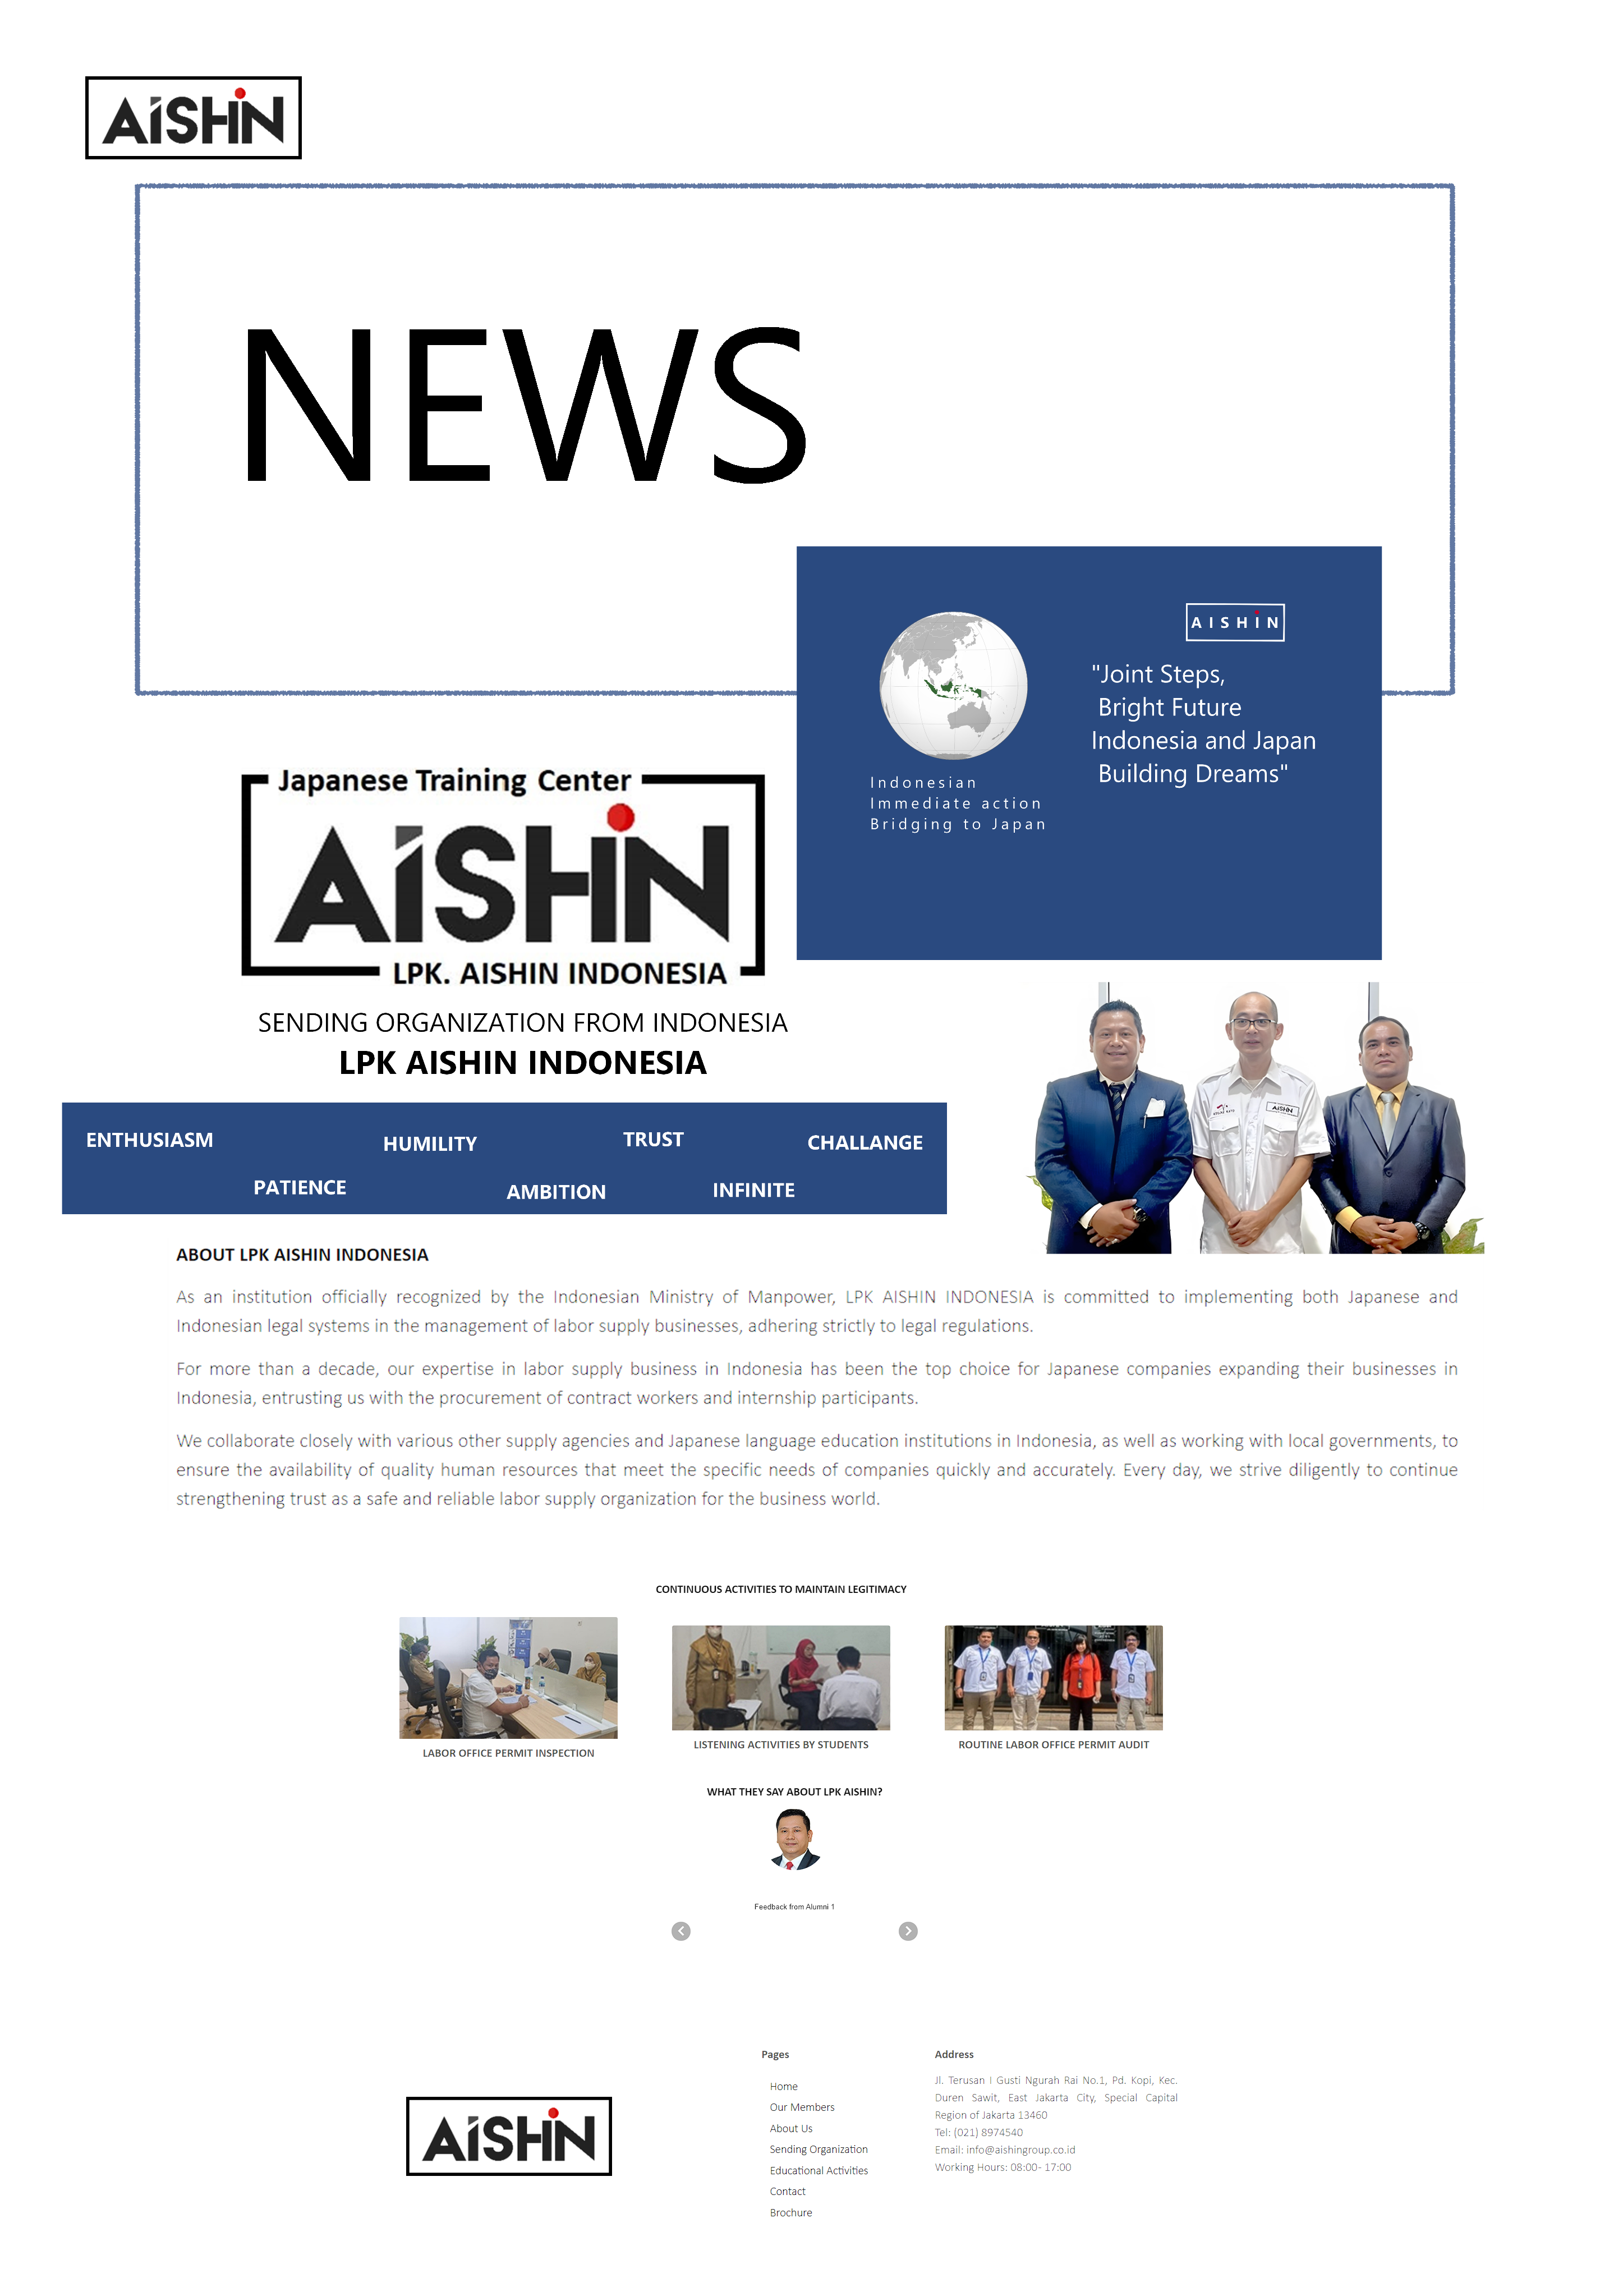 AiSHiN
NEWS
AISHIN
"Joint Steps,
Bright Future
Indonesia and Japan
Building Dreams"
Indonesian
Immediate action
Bridging to Japan
Japanese Training Center
AiSHiN
LPK. AISHIN INDONESIA
SENDING ORGANIZATION FROM INDONESIA
LPK AISHIN INDONESIA
ENTHUSIASM
HUMILITY
TRUST
CHALLANGE
PATIENCE
AMBITION
INFINITE
AISHIN
ABOUT LPK AISHIN INDONESIA
As an institution officially recognized by the Indonesian Ministry of Manpower, LPK AISHIN INDONESIA is committed to implementing both Japanese and
Indonesian legal systems in the management of labor supply businesses, adhering strictly to legal regulations.
For more than a decade, our expertise in labor supply business in Indonesia has been the top choice for Japanese companies expanding their businesses in
Indonesia, entrusting us with the procurement of contract workers and internship participants.
We collaborate closely with various other supply agencies and Japanese language education institutions in Indonesia, as well as working with local governments, to
ensure the availability of quality human resources that meet the specific needs of companies quickly and accurately. Every day, we strive diligently to continue
strengthening trust as a safe and reliable labor supply organization for the business world.
CONTINUOUS ACTIVITIES TO MAINTAIN LEGITIMACY
LABOR OFFICE PERMIT INSPECTION
LISTENING ACTIVITIES BY STUDENTS
ROUTINE LABOR OFFICE PERMIT AUDIT
WHAT THEY SAY ABOUT LPK AISHIN?
Feedback from Alumni 1
AiSHiN
Pages
Home
Our Members
About Us
Sending Organization
Educational Activities
Contact
Brochure
Address
Jl. Terusan I Gusti Ngurah Rai No.1, Pd. Kopi, Kec.
Duren Sawit, East Jakarta City, Special Capital
Region of Jakarta 13460
Tel: (021) 8974540
Email: info@aishingroup.co.id
Working Hours: 08:00- 17:00